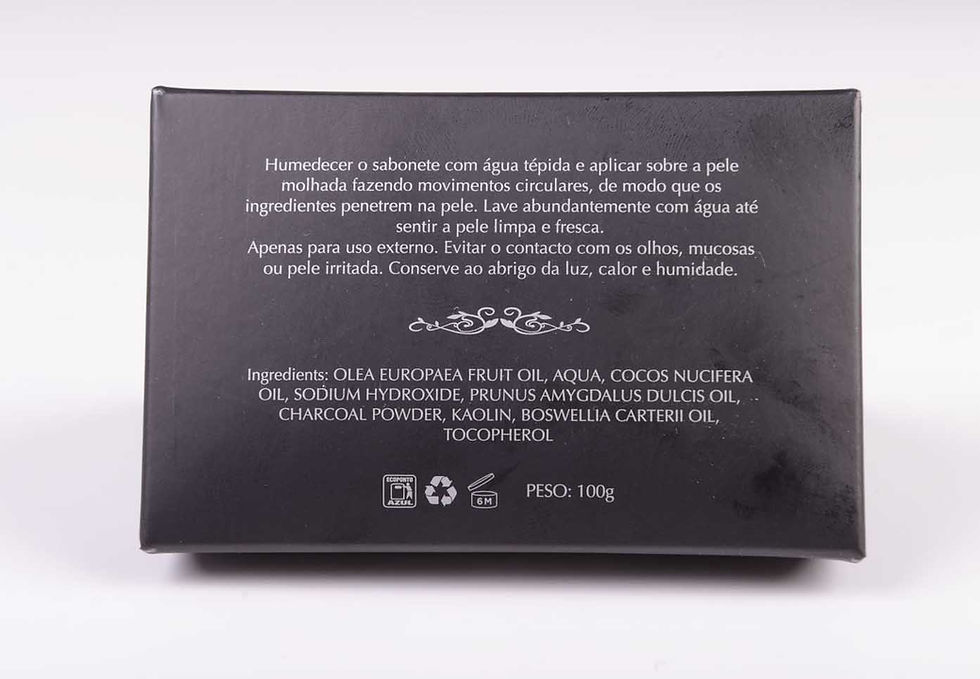 Humedecer o sabonete com água tépida e aplicar sobre a pele
molhada fazendo movimentos circulares, de modo que os
ingredientes penetrem na pele. Lave abundantemente com água até
sentir a pele limpa e fresca.
Apenas para uso externo. Evitar o contacto com os olhos, mucosas
ou pele irritada. Conserve ao abrigo da luz, calor e humidade.
Ingredients: OLEA EUROPAEA FRUIT OIL, AQUA, COCOS NUCIFERA
OIL, SODIUM HYDROXIDE, PRUNUS AMYGDALUS DULCIS OIL,
CHARCOAL POWDER, KAOLIN, BOSWELLIA CARTERII OIL,
TOCOPHEROL
ECOPONTO
AZUL
6M
PESO: 100g